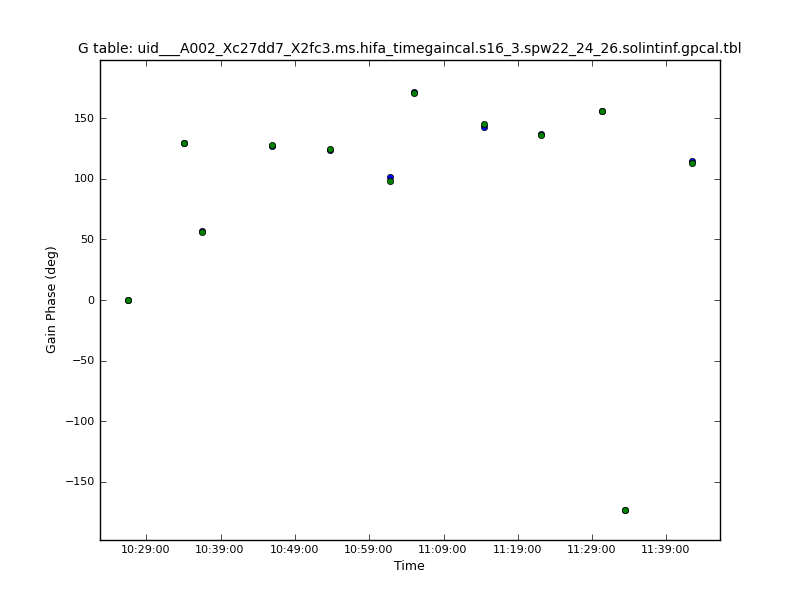 G table: uid___A002_Xc27dd7_X2fc3.ms.hifa_timegaincal.s16_3.spw22_24_26.solintinf.gpcal.tbl
Gain Phase (deg)
150
100
50
0
−50
−100
−150
10:29:00 10:39:00 10:49:00 10:59:00 11:09:00 11:19:00 11:29:00 11:39:00
Time